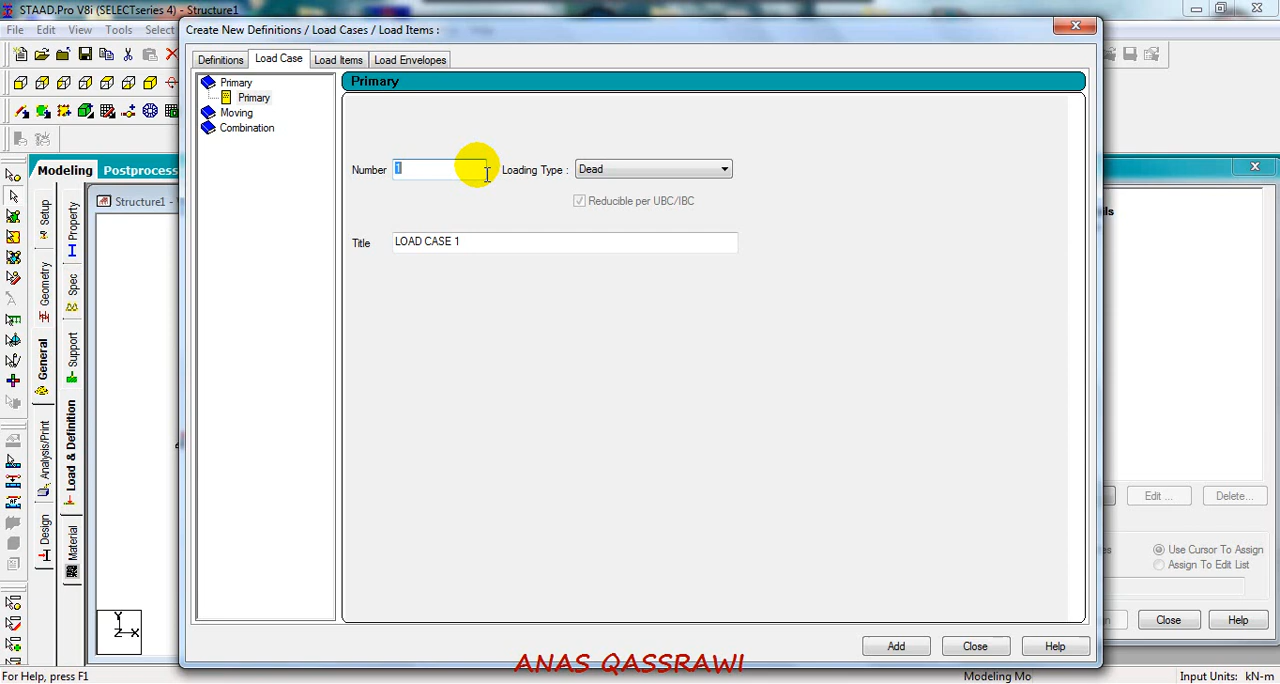 STAAD.Pro V8i (SELECTseries 4) - Structure1
File Edit View Tools Select
Create New Definitions / Load Cases / Load Items :
Definitions Load Case Load Items Load Envelopes
Primary
Primary
Moving
Combination
Primary
Number 1 Loading Type : Dead
Reducible per UBC/IBC
Title LOAD CASE 1
Add Close Help
Modeling Postproces
Structure1 -
Setup
Geometry
General
Analysis/Print
Design
Property
Spec
Support
Load & Definition
Material
Y
Z X
Edit ... Delete...
Use Cursor To Assign
Assign To Edit List
Close Help
ANAS QASSRAWI
For Help, press F1 Modeling Mo Input Units: kN-m